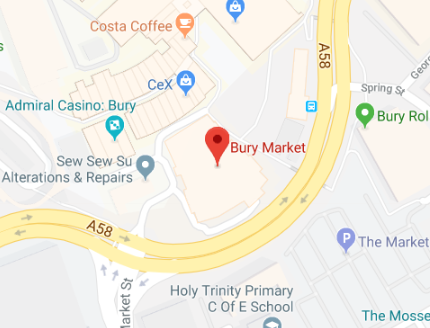 Costa Coffee
CeX
A58
Spring St
Geor
Admiral Casino: Bury
Bury Rol
Bury Market
Sew Sew Su
Alterations & Repairs
A58
P
The Market
Market St
Holy Trinity Primary
C Of E School
The Mosse